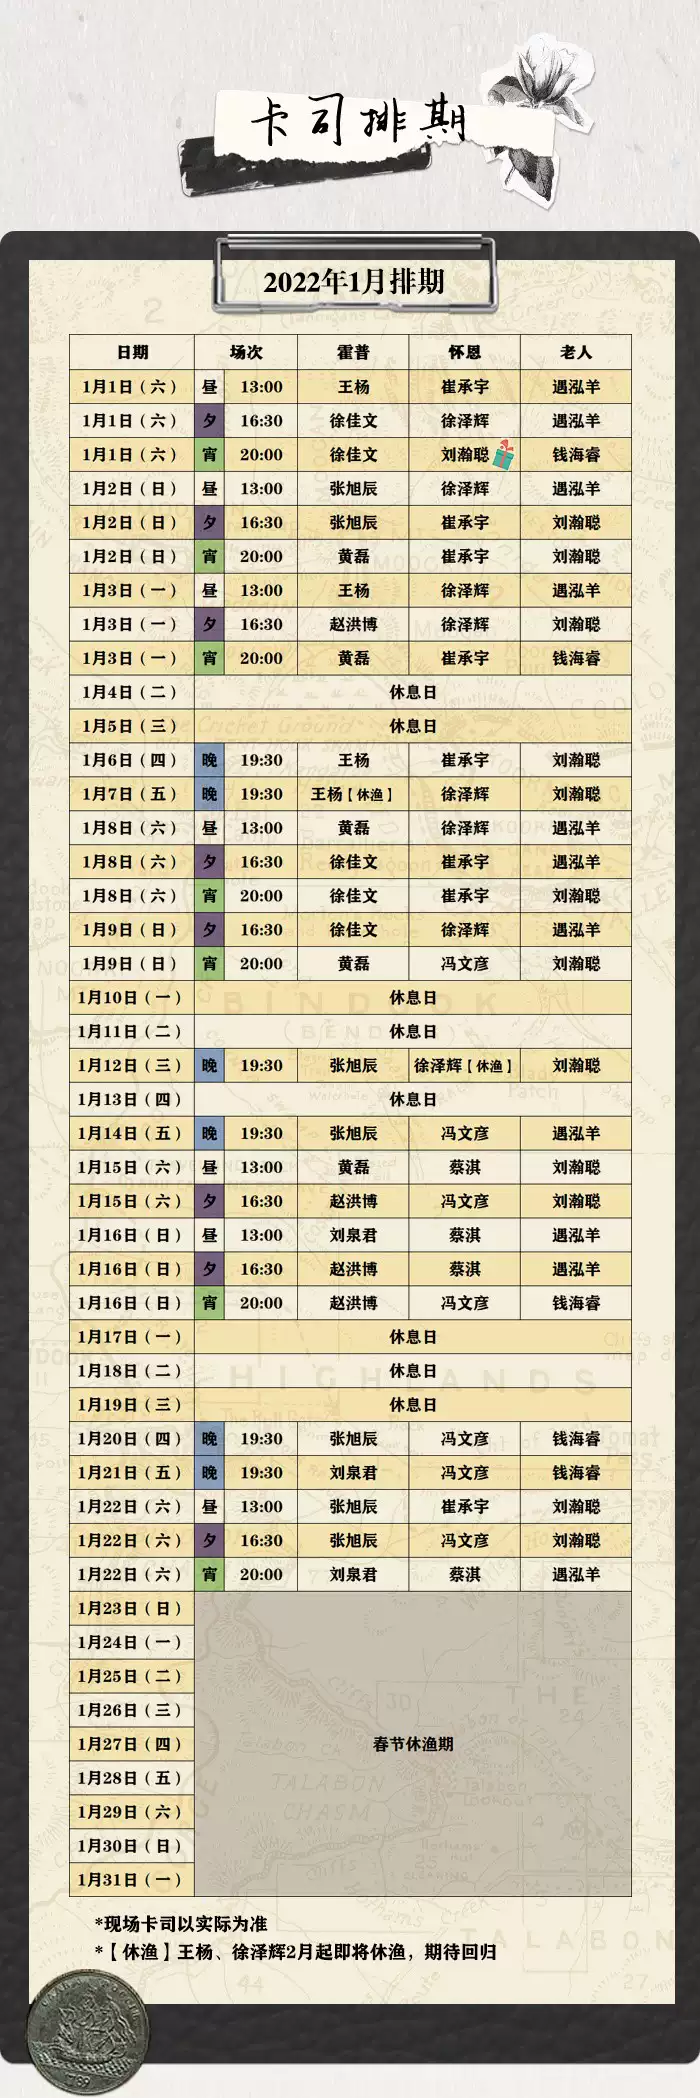 卡司排期
2022年1月排期
日期 场次 霍普 怀恩 老人
1月1日（六） 昼 13:00 王杨 崔承宇 遇泓羊
1月1日（六） 夕 16:30 徐佳文 徐泽辉 遇泓羊
1月1日（六） 宵 20:00 徐佳文 刘瀚聪 钱海睿
1月2日（日） 昼 13:00 张旭辰 徐泽辉 遇泓羊
1月2日（日） 夕 16:30 张旭辰 崔承宇 刘瀚聪
1月2日（日） 宵 20:00 黄磊 崔承宇 刘瀚聪
1月3日（一） 昼 13:00 王杨 徐泽辉 遇泓羊
1月3日（一） 夕 16:30 赵洪博 徐泽辉 刘瀚聪
1月3日（一） 宵 20:00 黄磊 崔承宇 钱海睿
1月4日（二） 休息日
1月5日（三） 休息日
1月6日（四） 晚 19:30 王杨 崔承宇 刘瀚聪
1月7日（五） 晚 19:30 王杨【休渔】 徐泽辉 刘瀚聪
1月8日（六） 昼 13:00 黄磊 徐泽辉 遇泓羊
1月8日（六） 夕 16:30 徐佳文 崔承宇 遇泓羊
1月8日（六） 宵 20:00 徐佳文 崔承宇 刘瀚聪
1月9日（日） 夕 16:30 徐佳文 徐泽辉 遇泓羊
1月9日（日） 宵 20:00 黄磊 冯文彦 刘瀚聪
1月10日（一） 休息日
1月11日（二） 休息日
1月12日（三） 晚 19:30 张旭辰 徐泽辉【休渔】 刘瀚聪
1月13日（四） 休息日
1月14日（五） 晚 19:30 张旭辰 冯文彦 遇泓羊
1月15日（六） 昼 13:00 黄磊 蔡淇 刘瀚聪
1月15日（六） 夕 16:30 赵洪博 冯文彦 刘瀚聪
1月16日（日） 昼 13:00 刘泉君 蔡淇 遇泓羊
1月16日（日） 夕 16:30 赵洪博 蔡淇 遇泓羊
1月16日（日） 宵 20:00 赵洪博 冯文彦 钱海睿
1月17日（一） 休息日
1月18日（二） 休息日
1月19日（三） 休息日
1月20日（四） 晚 19:30 张旭辰 冯文彦 钱海睿
1月21日（五） 晚 19:30 刘泉君 冯文彦 钱海睿
1月22日（六） 昼 13:00 张旭辰 崔承宇 刘瀚聪
1月22日（六） 夕 16:30 张旭辰 冯文彦 刘瀚聪
1月22日（六） 宵 20:00 刘泉君 蔡淇 遇泓羊
1月23日（日）
1月24日（一）
1月25日（二）
1月26日（三）
1月27日（四） 春节休渔期
1月28日（五）
1月29日（六）
1月30日（日）
1月31日（一）
*现场卡司以实际为准
*【休渔】王杨、徐泽辉2月起即将休渔，期待回归